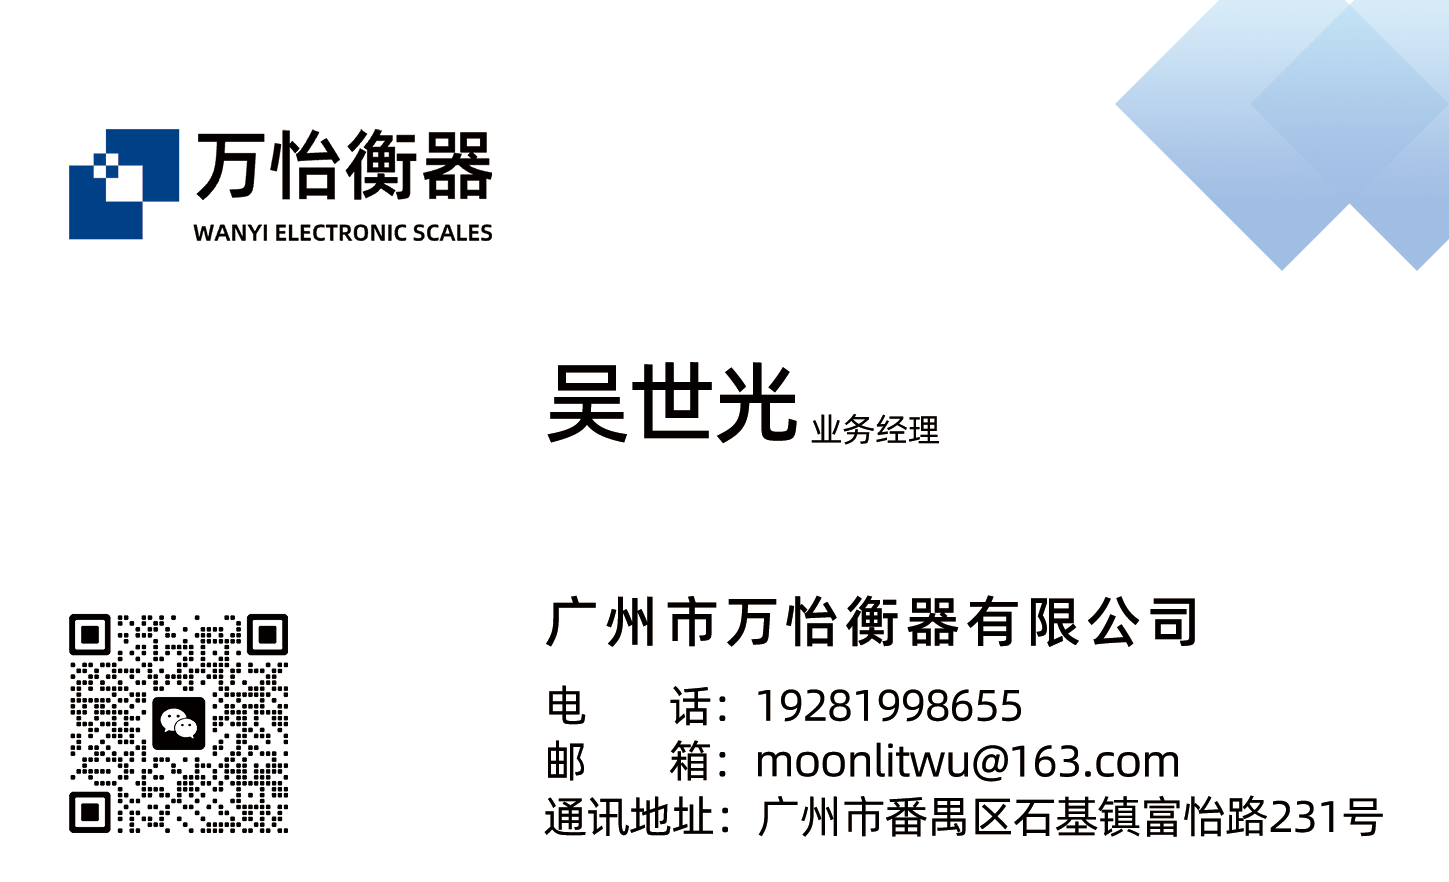 万怡衡器
WANYI ELECTRONIC SCALES
吴世光 业务经理
广州市万怡衡器有限公司
电 话：19281998655
邮 箱：moonlitwu@163.com
通讯地址：广州市番禺区石基镇富怡路231号